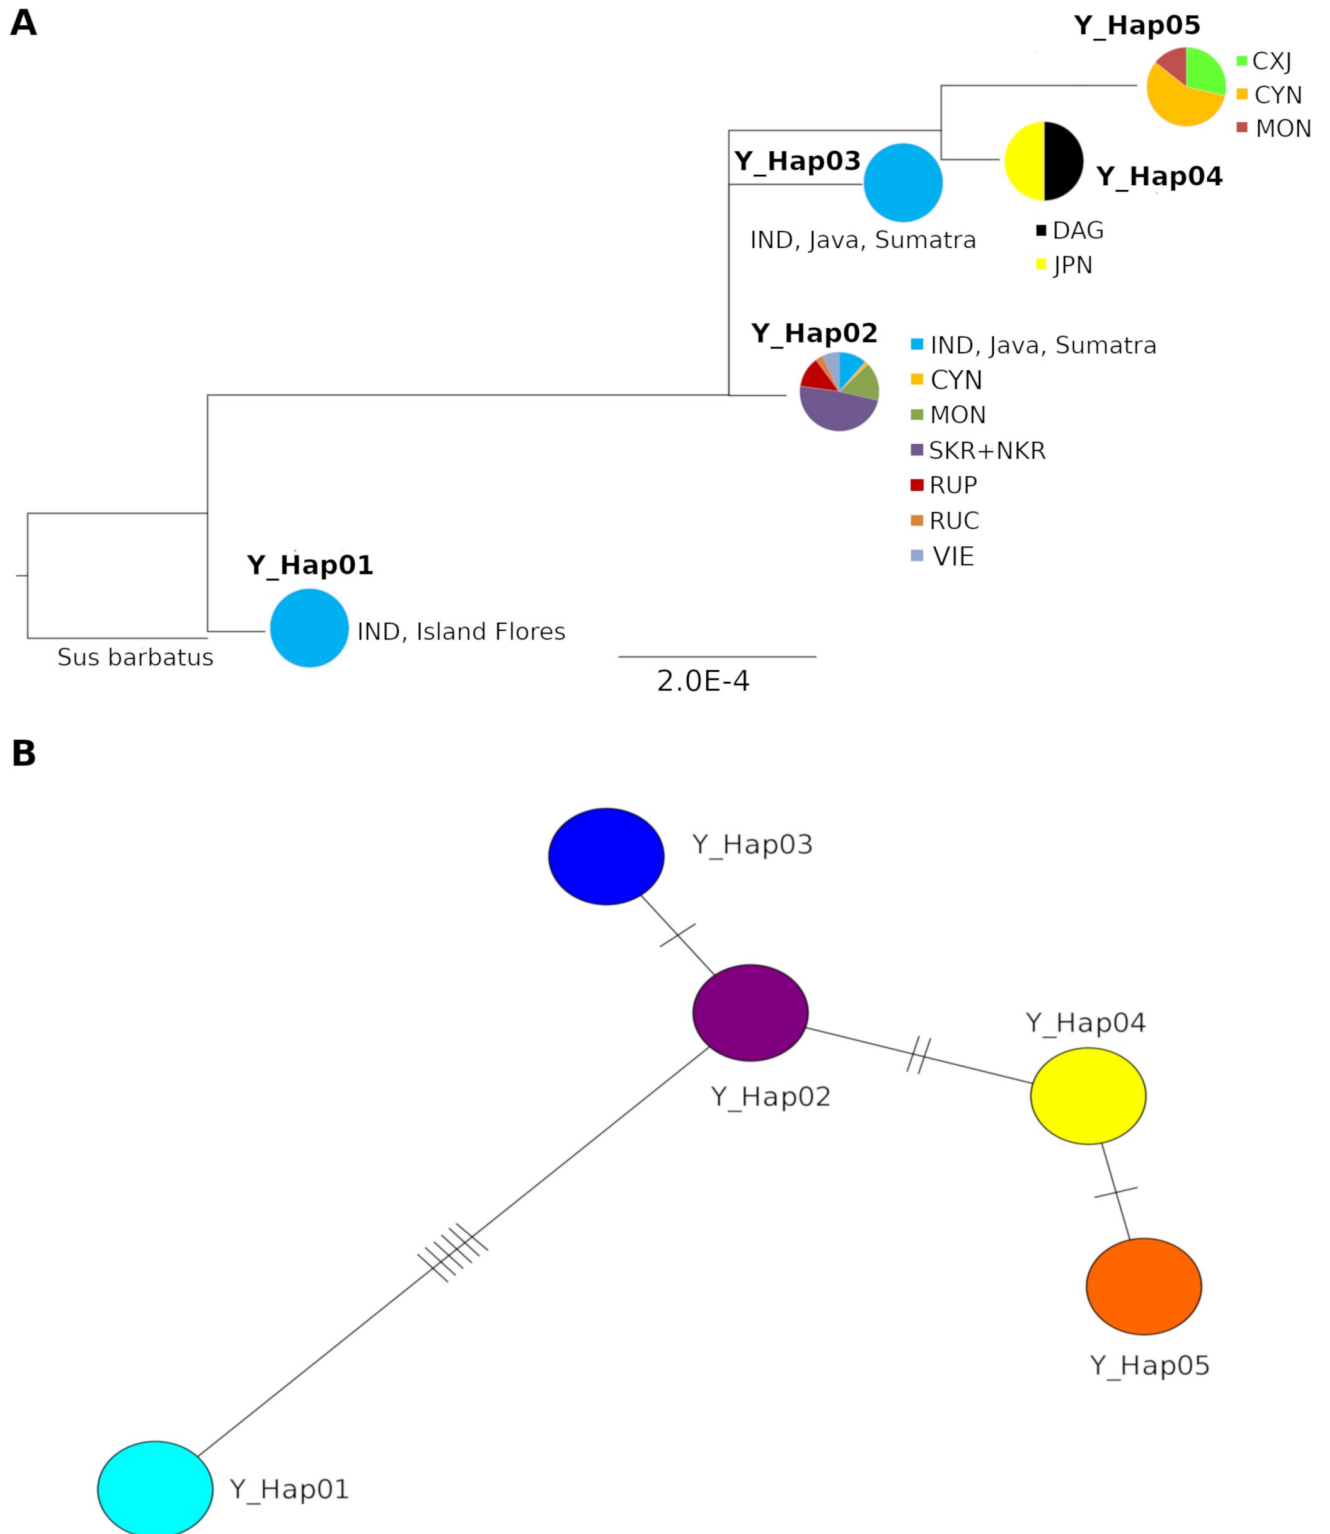 A
Y_Hap05
CXJ
CYN
MON
Y_Hap03
Y_Hap04
IND, Java, Sumatra
DAG
JPN
Y_Hap02
IND, Java, Sumatra
CYN
MON
SKR+NKR
RUP
RUC
VIE
Y_Hap01
IND, Island Flores
Sus barbatus
2.0E-4
B
Y_Hap03
Y_Hap04
Y_Hap02
Y_Hap05
Y_Hap01